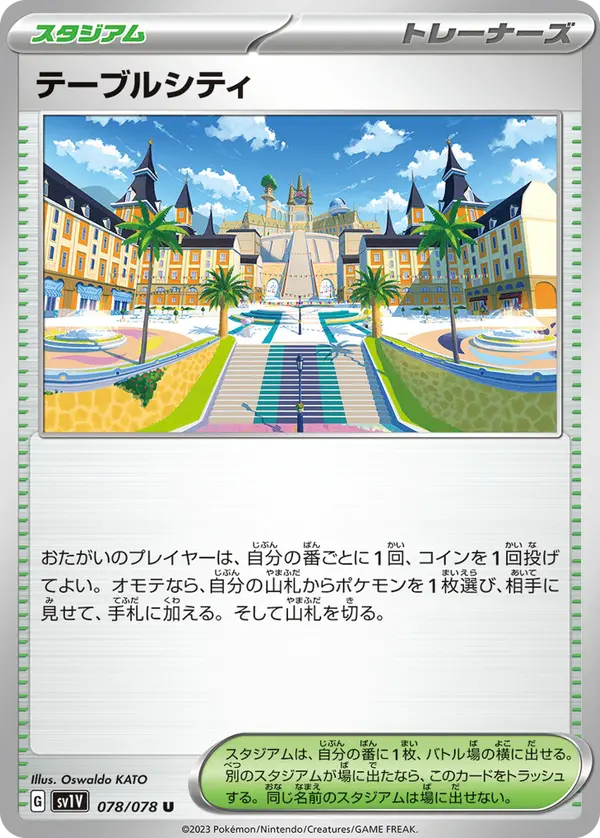 スタジアム
トレーナーズ
テーブルシティ
おたがいのプレイヤーは、自分の番ごとに1回、コインを1回投げ
てよい。オモテなら、自分の山札からポケモンを1枚選び、相手に
見せて、手札に加える。そして山札を切る。
スタジアムは、自分の番に1枚、バトル場の横に出せる。
別のスタジアムが場に出たなら、このカードをトラッシュ
する。同じ名前のスタジアムは場に出せない。
Illus. Oswaldo KATO
G sv1V 078/078 U
©2023 Pokémon/Nintendo/Creatures/GAME FREAK.